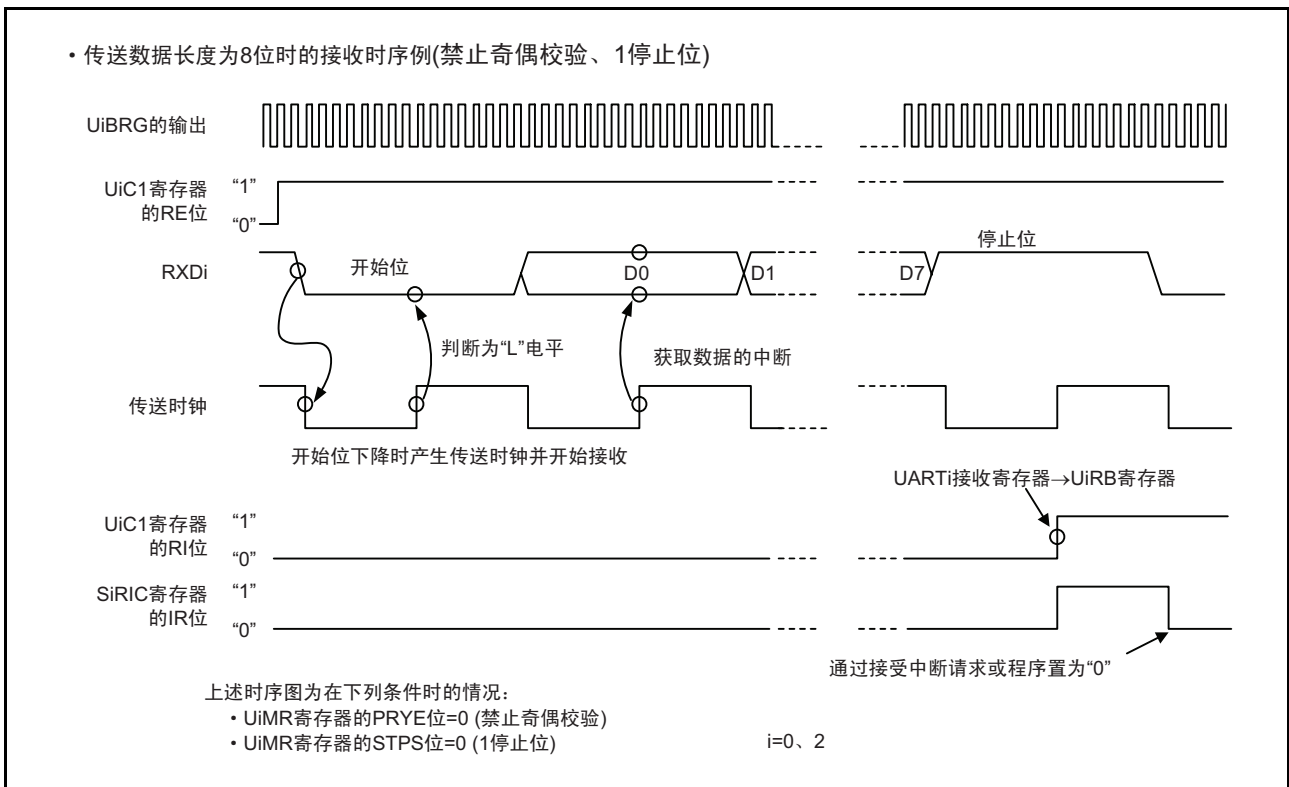 ・传送数据长度为8位时的接收时序例(禁止奇偶校验、1停止位)
UiBRG的输出
UiC1寄存器
的RE位
“1”
“0”
RXDi
开始位
D0
D1
D7
停止位
判断为“L”电平
获取数据的中断
传送时钟
开始位下降时产生传送时钟并开始接收
UARTi接收寄存器→UiRB寄存器
UiC1寄存器
的RI位
“1”
“0”
SiRIC寄存器
的IR位
“1”
“0”
通过接受中断请求或程序置为“0”
上述时序图为在下列条件时的情况：
・UiMR寄存器的PRYE位=0 (禁止奇偶校验)
・UiMR寄存器的STPS位=0 (1停止位)
i=0、2